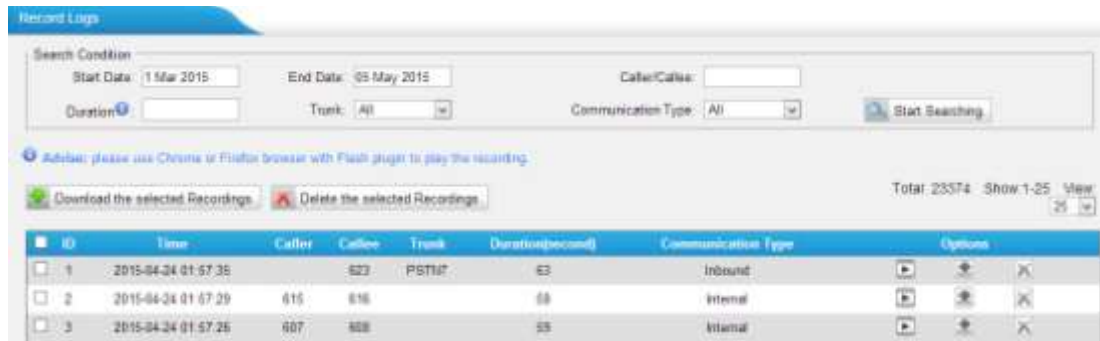 Record Logs
Search Condition
Start Date: 1 Mar 2015 End Date: 05 May 2015 Caller/Callee:
Duration Trunk: All Communication Type: All Start Searching
Advise: please use Chrome or Firefox browser with Flash plugin to play the recording.
Total: 23374 Show:1-25 View:
Download the selected Recordings Delete the selected Recordings 25
ID Time Caller Callee Trunk Duration(second) Communication Type Options
1 2015-04-24 01:57:35 623 63 Inbound
2 2015-04-24 01:57:29 615 616 Internal
3 2015-04-24 01:57:26 607 608 59 Internal